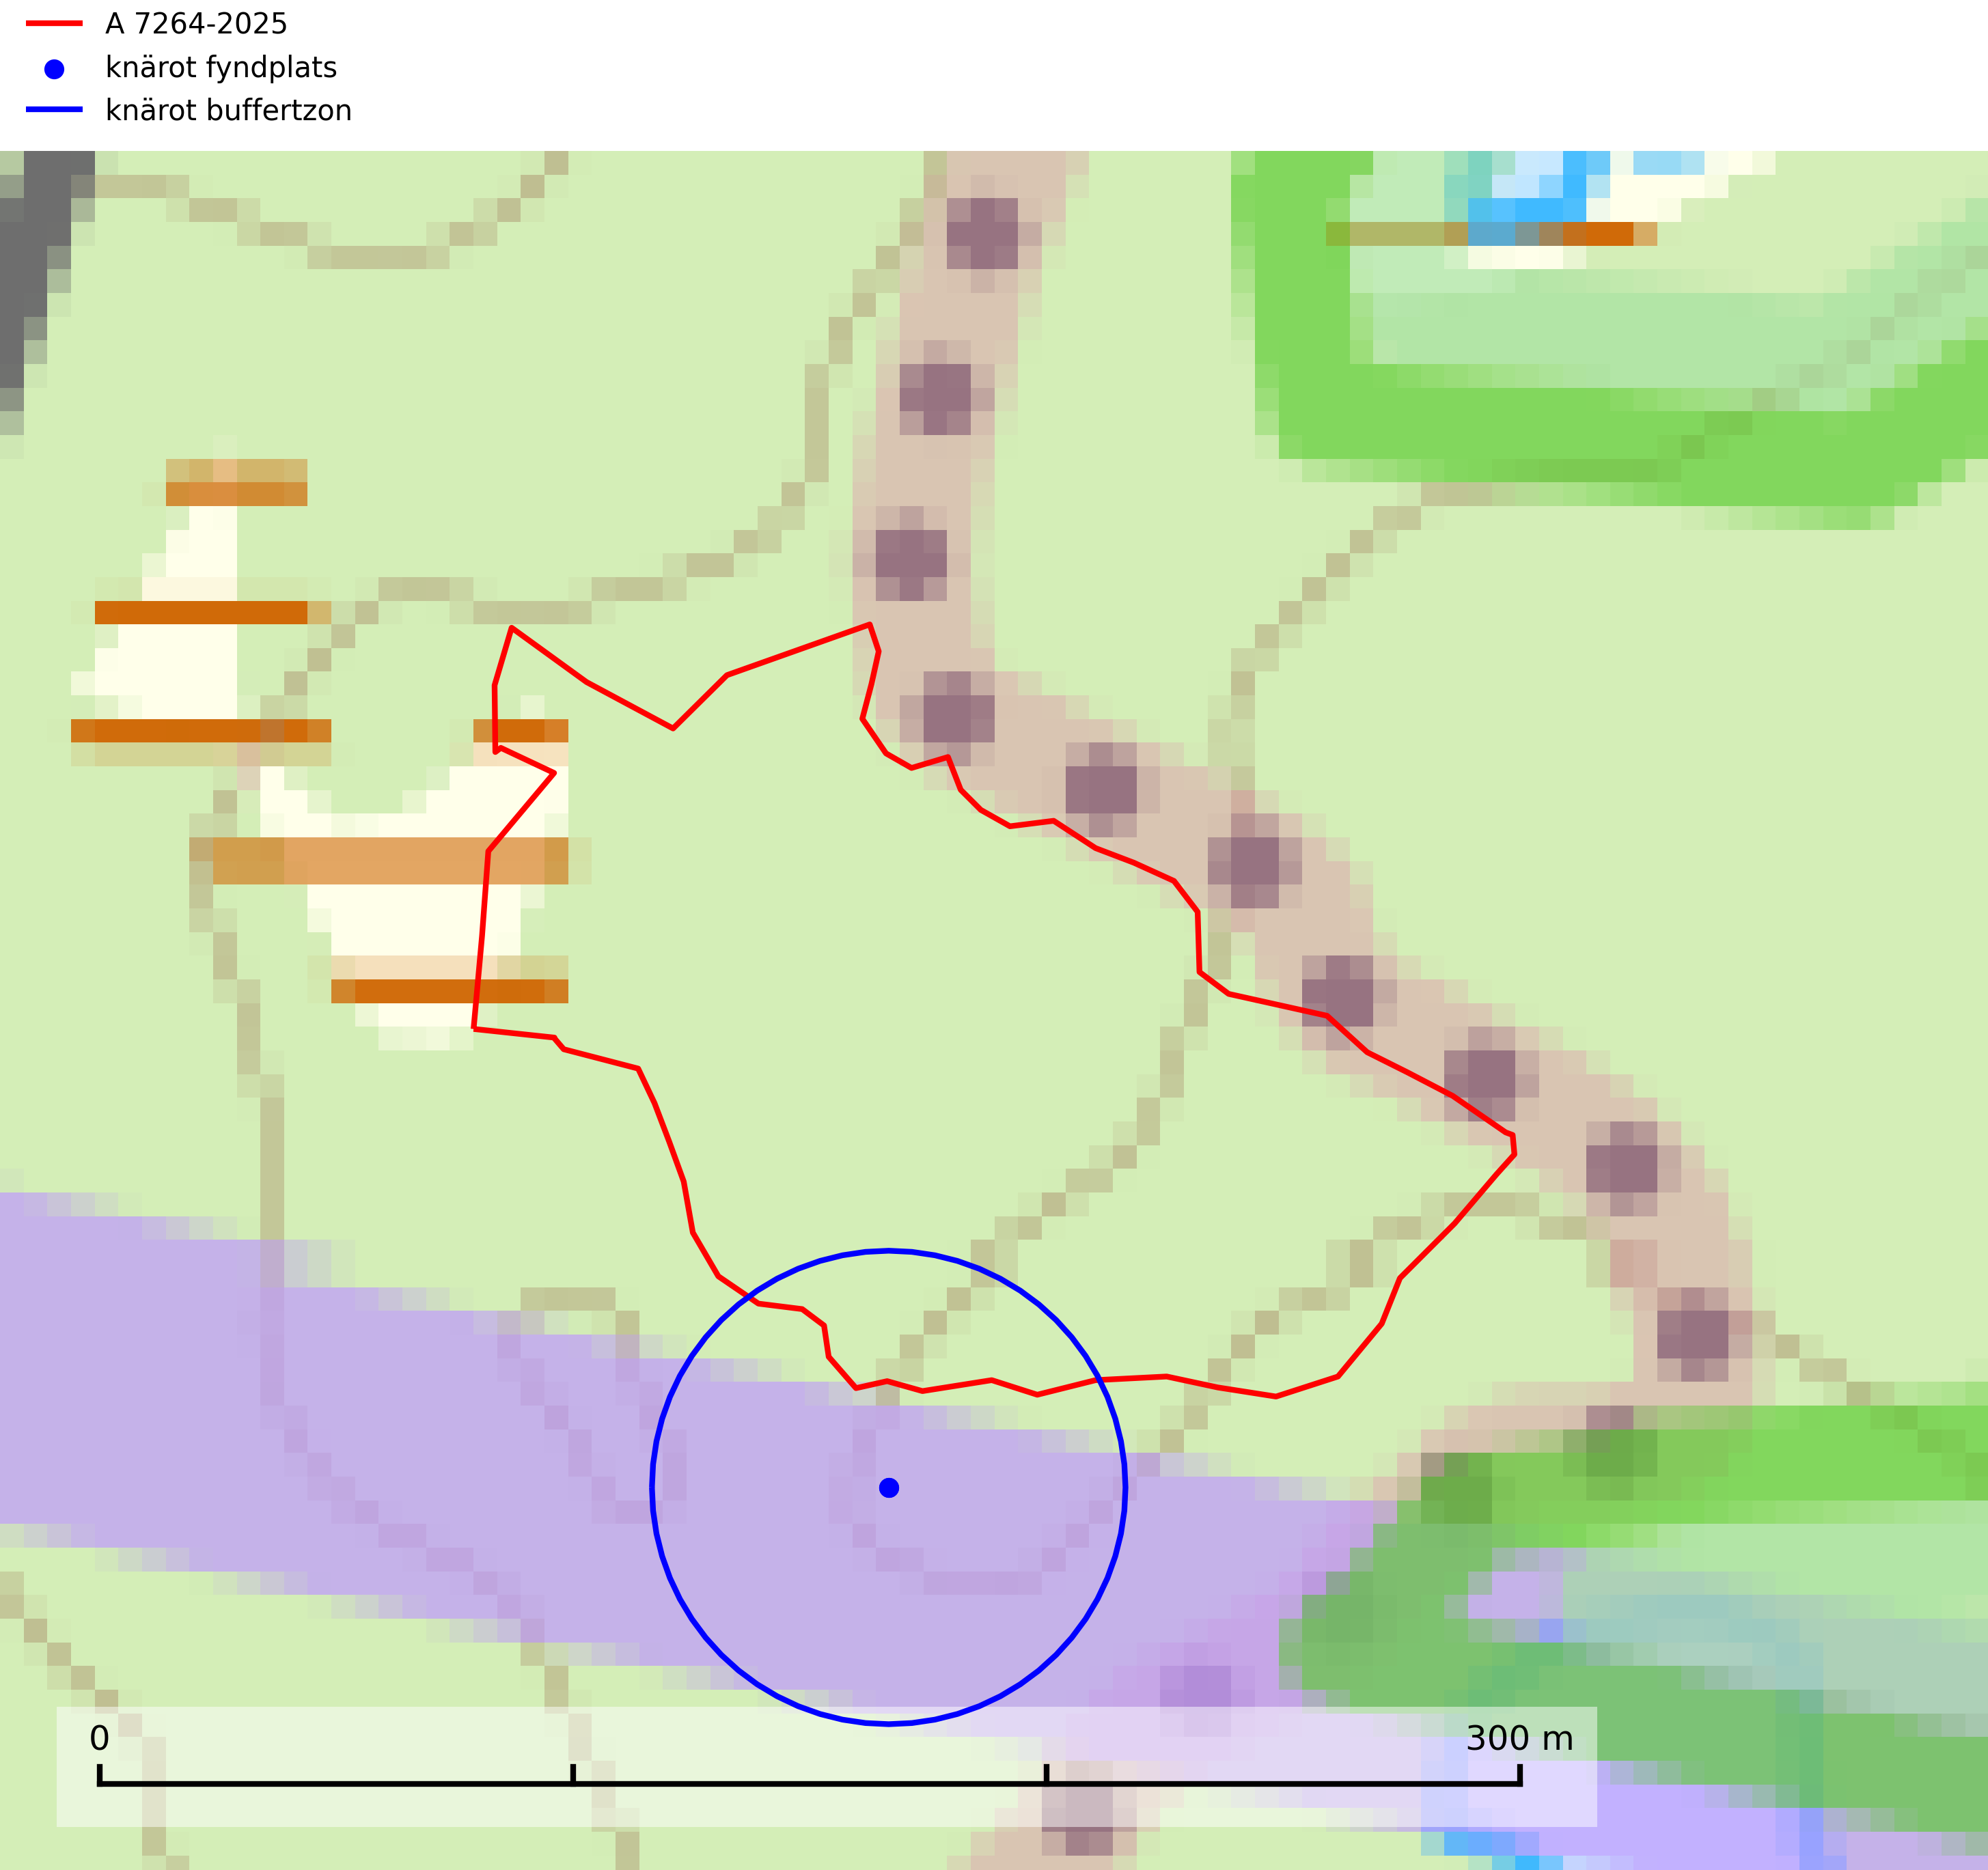 A 7264-2025
knärot fyndplats
knärot buffertzon
0 300 m